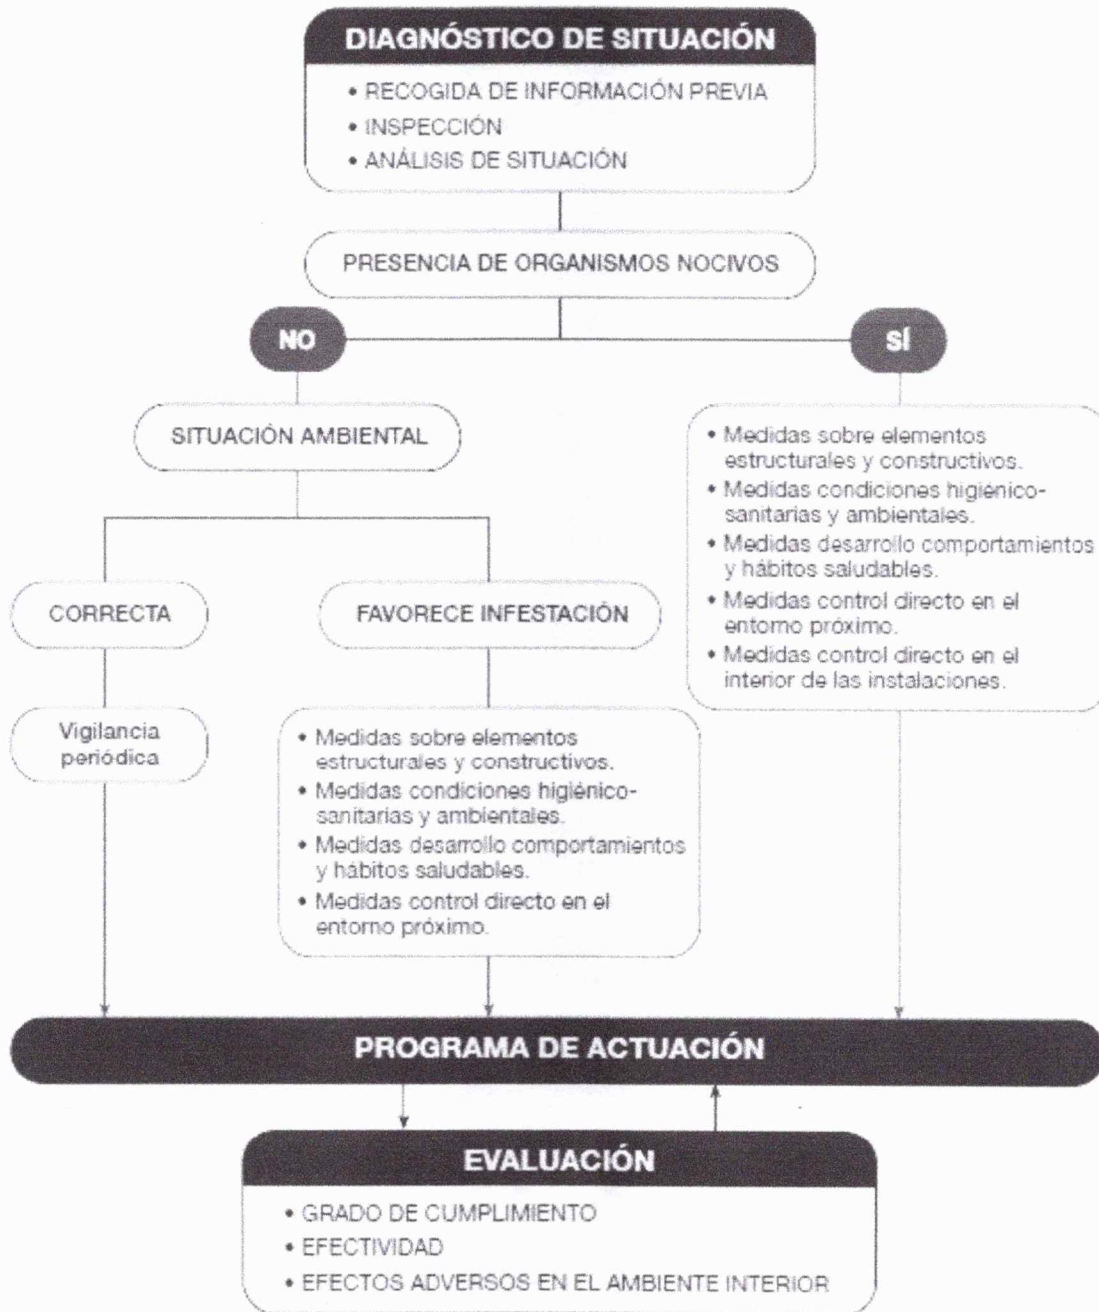 DIAGNÓSTICO DE SITUACIÓN
• RECOGIDA DE INFORMACIÓN PREVIA
• INSPECCIÓN
• ANÁLISIS DE SITUACIÓN
PRESENCIA DE ORGANISMOS NOCIVOS
NO
SÍ
SITUACIÓN AMBIENTAL
CORRECTA
FAVORECE INFESTACIÓN
Vigilancia
periódica
• Medidas sobre elementos
estructurales y constructivos.
• Medidas condiciones higiénico-
sanitarias y ambientales.
• Medidas desarrollo comportamientos
y hábitos saludables.
• Medidas control directo en el
entorno próximo.
• Medidas sobre elementos
estructurales y constructivos.
• Medidas condiciones higiénico-
sanitarias y ambientales.
• Medidas desarrollo comportamientos
y hábitos saludables.
• Medidas control directo en el
entorno próximo.
• Medidas control directo en el
interior de las instalaciones.
PROGRAMA DE ACTUACIÓN
EVALUACIÓN
• GRADO DE CUMPLIMIENTO
• EFECTIVIDAD
• EFECTOS ADVERSOS EN EL AMBIENTE INTERIOR